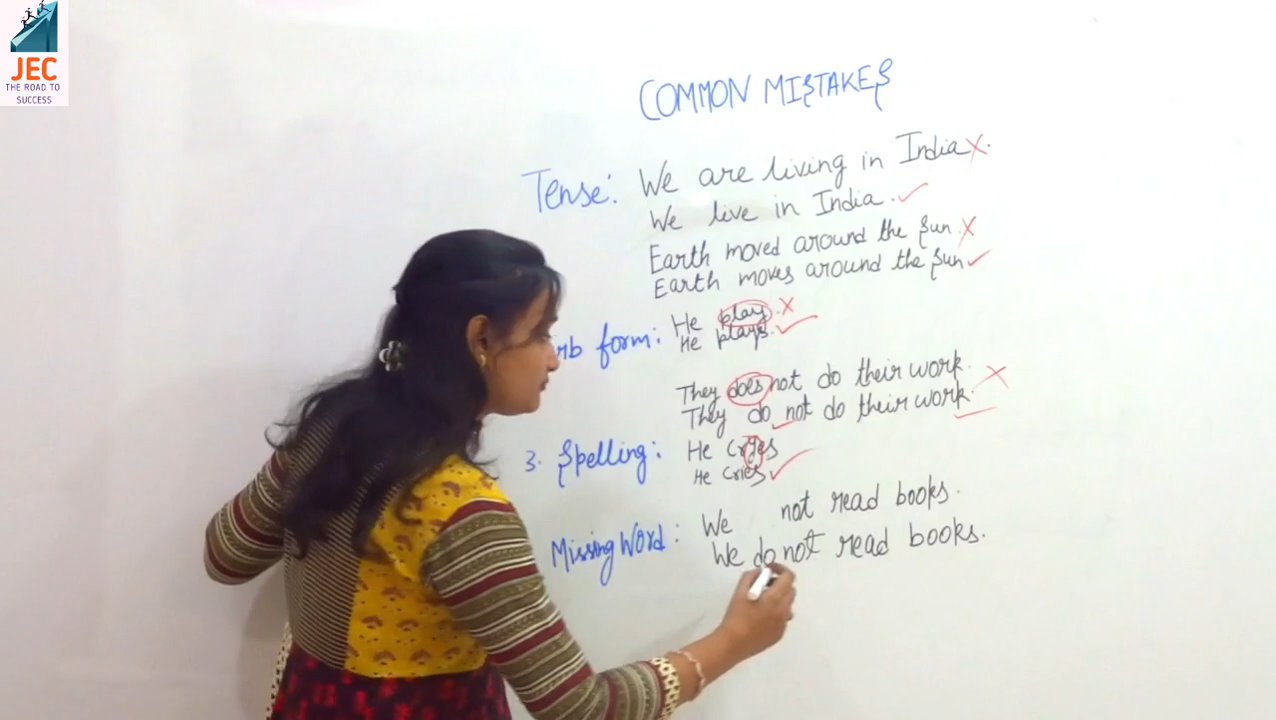 JEC
THE ROAD TO
SUCCESS
COMMON MISTAKES
Tense: We are living in India X.
We live in India. ✓
Earth moved around the Sun. X
Earth moves around the Sun ✓
rb form: He play. X
He plays. ✓
They does not do their work. X
They do not do their work. ✓
3. Spelling: He Cryes
He Cries ✓
Missing Word: We not read books.
We do not read books.